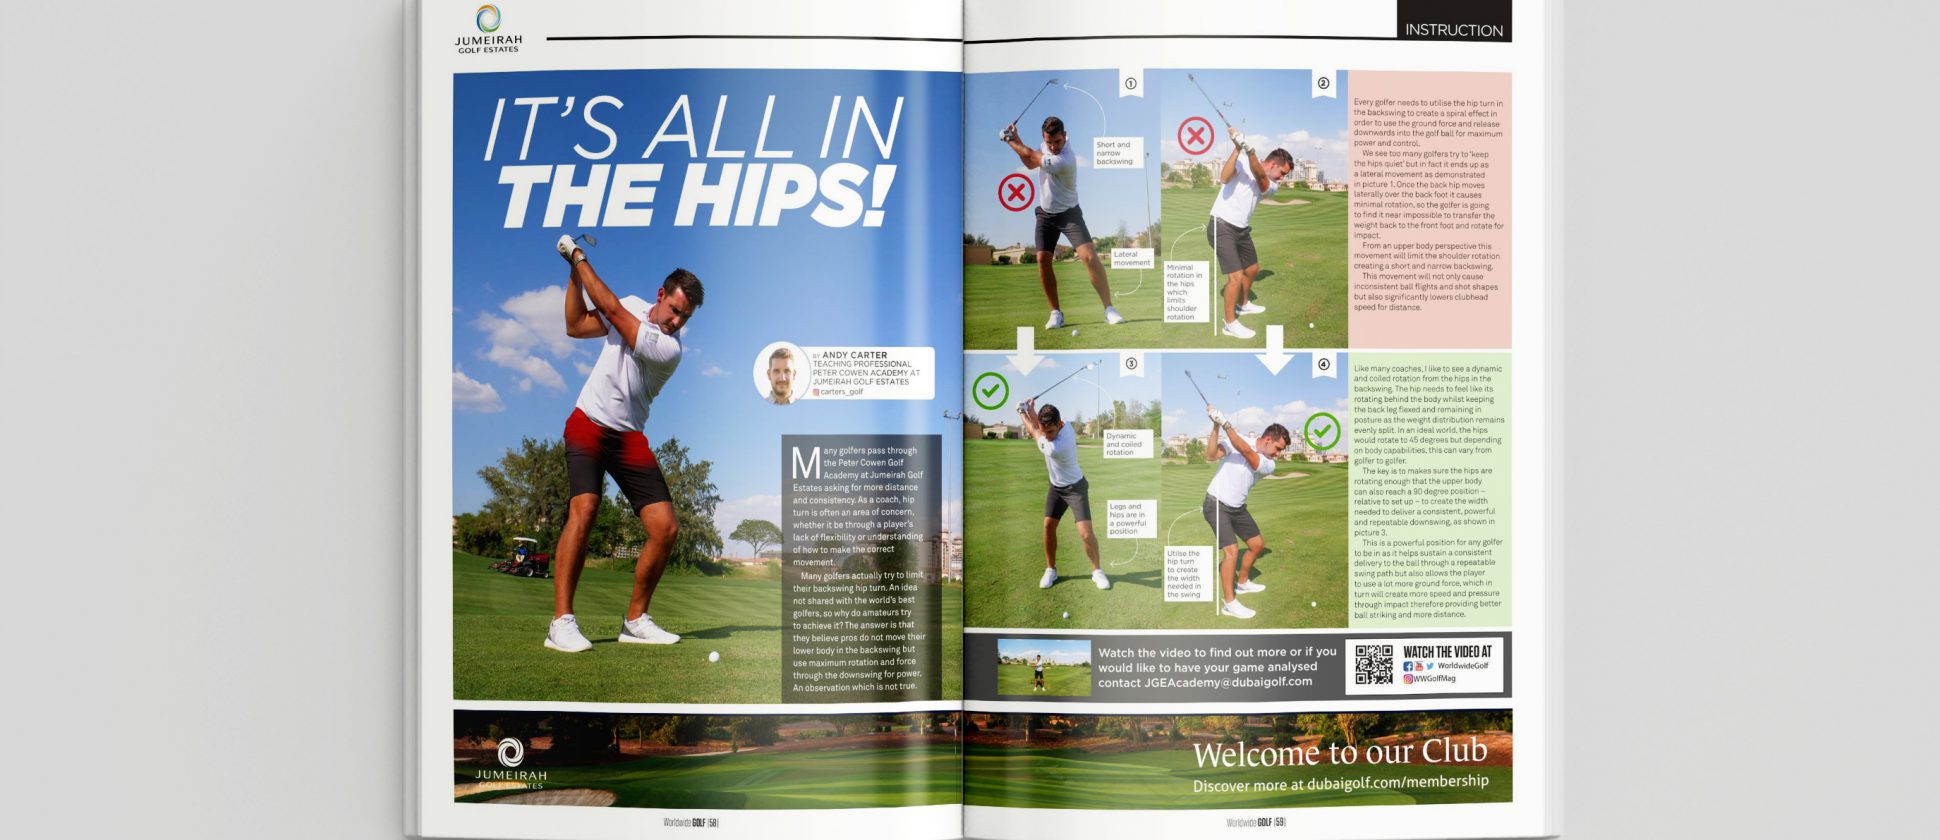 JUMEIRAH
GOLF ESTATES
INSTRUCTION
IT'S ALL IN
THE HIPS!
BY ANDY CARTER
TEACHING PROFESSIONAL
PETER COWEN ACADEMY AT
JUMEIRAH GOLF ESTATES
carters_golf
Many golfers pass through
the Peter Cowen Golf
Academy at Jumeirah Golf
Estates asking for more distance
and consistency. As a coach, hip
turn is often an area of concern,
whether it be through a player's
lack of flexibility or understanding
of how to make the correct
movement.
Many golfers actually try to limit
their backswing hip turn. An idea
not shared with the world's best
golfers, so why do amateurs try
to achieve it? The answer is that
they believe pros do not move their
lower body in the backswing but
use maximum rotation and force
through the downswing for power.
An observation which is not true.
1
Short and
narrow
backswing
Lateral
movement
2
Minimal
rotation in
the hips
which
limits
shoulder
rotation
Every golfer needs to utilise the hip turn in
the backswing to create a spiral effect in
order to use the ground force and release
downwards into the golf ball for maximum
power and control.
We see too many golfers try to 'keep
the hips quiet' but in fact it ends up as
a lateral movement as demonstrated
in picture 1. Once the back hip moves
laterally over the back foot it causes
minimal rotation, so the golfer is going
to find it near impossible to transfer the
weight back to the front foot and rotate for
impact.
From an upper body perspective this
movement will limit the shoulder rotation
creating a short and narrow backswing.
This movement will not only cause
inconsistent ball flights and shot shapes
but also significantly lowers clubhead
speed for distance.
3
Dynamic
and coiled
rotation
Legs and
hips are in
a powerful
position
4
Utilse the
hip turn
to create
the width
needed in
the swing
Like many coaches, I like to see a dynamic
and coiled rotation from the hips in the
backswing. The hip needs to feel like its
rotating behind the body whilst keeping
the back leg flexed and remaining in
posture as the weight distribution remains
evenly split. In an ideal world, the hips
would rotate to 45 degrees but depending
on body capabilities, this can vary from
golfer to golfer.
The key is to makes sure the hips are
rotating enough that the upper body
can also reach a 90 degree position –
relative to set up – to create the width
needed to deliver a consistent, powerful
and repeatable downswing, as shown in
picture 3.
This is a powerful position for any golfer
to be in as it helps sustain a consistent
delivery to the ball through a repeatable
swing path but also allows the player
to use a lot more ground force, which in
turn will create more speed and pressure
through impact therefore providing better
ball striking and more distance.
Watch the video to find out more or if you
would like to have your game analysed
contact JGEAcademy@dubaigolf.com
WATCH THE VIDEO AT
WorldwideGolf
WWGolfMag
JUMEIRAH
GOLF ESTATES
Welcome to our Club
Discover more at dubaigolf.com/membership
Worldwide GOLF |58|
Worldwide GOLF |59|